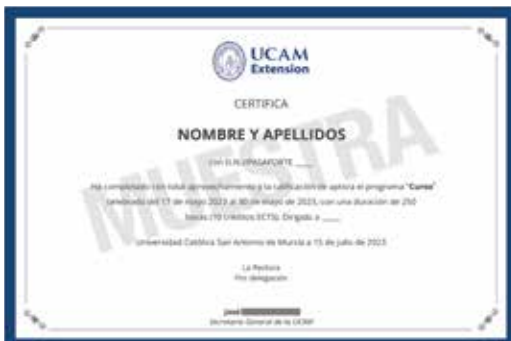 UCAM
Extension
CERTIFICA
NOMBRE Y APELLIDOS
con D.N.I/PASAPORTE ____
Ha completado con total aprovechamiento y la calificación de apto/a el programa "Curso"
celebrado del 17 de mayo 2023 al 30 de mayo de 2023, con una duración de 250
horas (10 créditos ECTS). Dirigido a ____
Universidad Católica San Antonio de Murcia a 15 de julio de 2023
La Rectora
Por delegación
José
Secretario General de la UCAM
MUESTRA